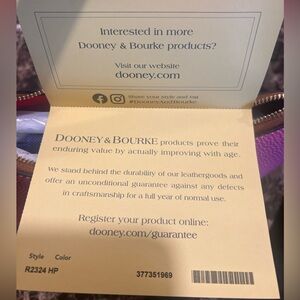 Interested in more
Dooney & Bourke products?
Visit our website
dooney.com
Share your style and tag
#DooneyAndBourke
DOONEY & BOURKE products prove their
enduring value by actually improving with age.
We stand behind the durability of our leathergoods and
offer an unconditional guarantee against any defects
in craftsmanship for a full year of normal use.
Register your product online:
dooney.com/guarantee
Style Color
R2324 HP 377351969